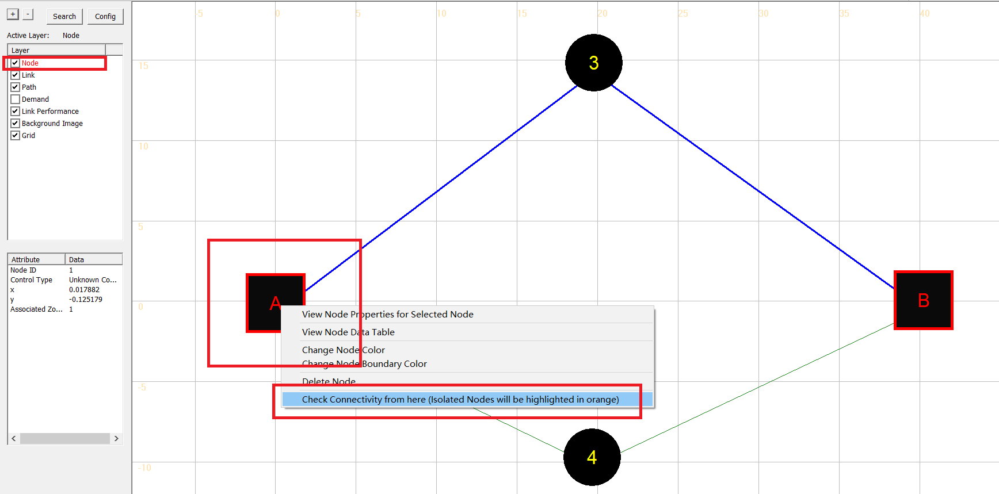 + - Search Config
Active Layer: Node
Layer
Node
Link
Path
Demand
Link Performance
Background Image
Grid
Attribute Data
Node ID 1
Control Type Unknown Co...
x 0.017882
y -0.125179
Associated Zo... 1
-5 0 5 10 15 20 25 30 35 40
15
10
5
0
-5
-10
3
A
B
4
View Node Properties for Selected Node
View Node Data Table
Change Node Color
Change Node Boundary Color
Delete Node
Check Connectivity from here (Isolated Nodes will be highlighted in orange)